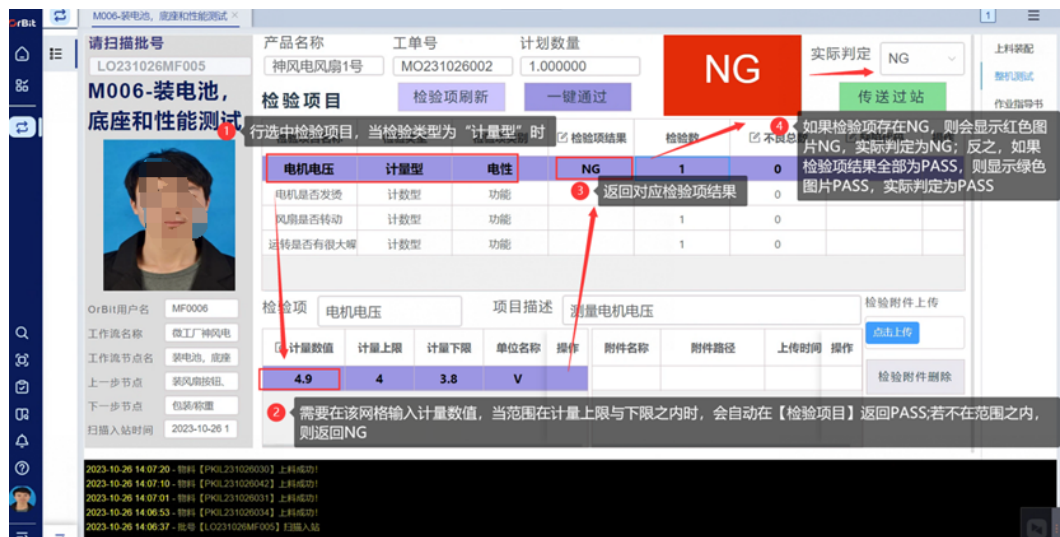 OrBit
M006-装电池，底座和性能测试 ×
1
请扫描批号
产品名称
工单号
计划数量
LO231026MF005
神风电风扇1号
MO231026002
1.000000
NG
实际判定
NG
上料装配
整机测试
作业指导书
M006-装电池，
底座和性能测试
检验项目
检验项刷新
一键通过
传送过站
1 行选中检验项目，当检验类型为“计量型”时
检验项结果
检验数
不良总数
4 如果检验项存在NG，则会显示红色图
片NG，实际判定为NG；反之，如果
检验项结果全部为PASS，则显示绿色
图片PASS，实际判定为PASS
电机电压 计量型 电性 NG 1 0
电机是否发烫 计数型 功能 0
3 返回对应检验项结果
风扇是否转动 计数型 功能 1 0
运转是否有很大噪 计数型 功能 1 0
OrBit用户名 MF0006
工作流名称 微工厂神风电
工作流节点名 装电池，底座
上一步节点 装风扇按钮、
下一步节点 包装/称重
扫描入站时间 2023-10-26 1
检验项 电机电压
项目描述 测量电机电压
检验附件上传
点击上传
检验附件删除
计量数值 计量上限 计量下限 单位名称 操作 附件名称 附件路径 上传时间 操作
4.9 4 3.8 V
2 需要在该网格输入计量数值，当范围在计量上限与下限之内时，会自动在【检验项目】返回PASS;若不在范围之内，
则返回NG
2023-10-26 14:07:20 - 物料【PKIL231026030】上料成功!
2023-10-26 14:07:10 - 物料【PKIL231026042】上料成功!
2023-10-26 14:07:01 - 物料【PKIL231026031】上料成功!
2023-10-26 14:06:53 - 物料【PKIL231026034】上料成功!
2023-10-26 14:06:37 - 批号【LO231026MF005】扫描入站